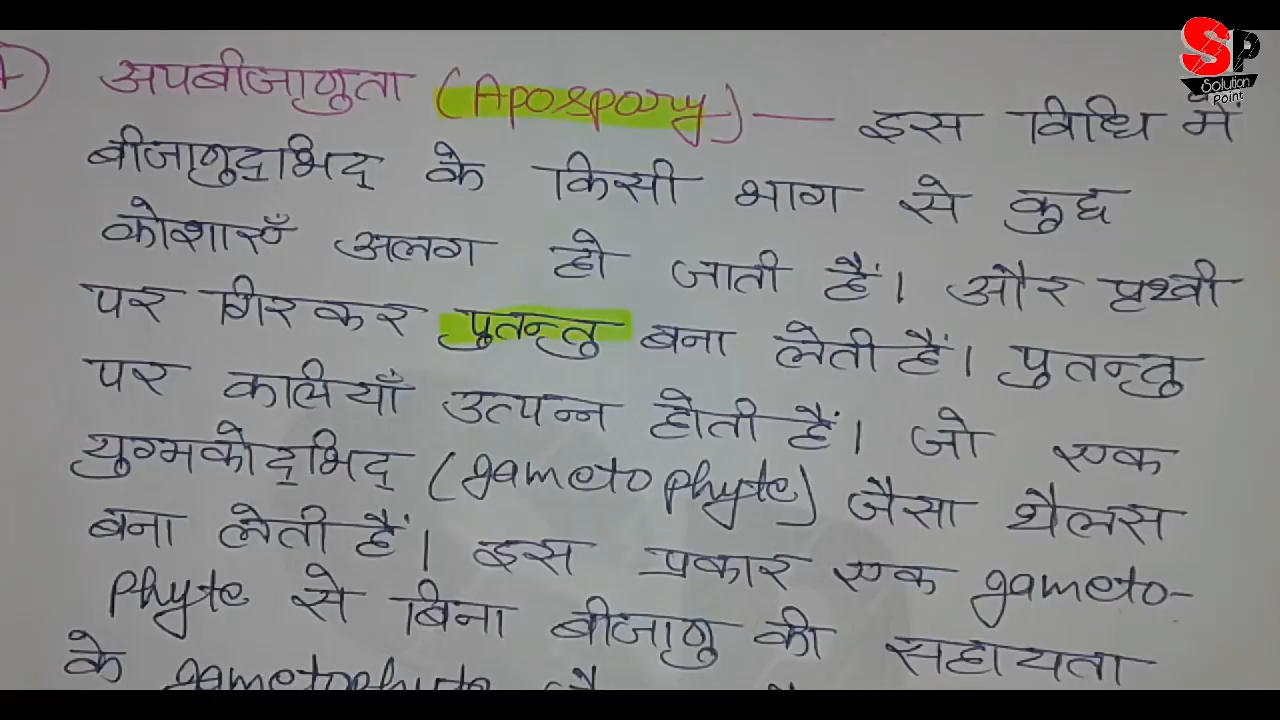 SP
Solution
Point
अपबीजाणुता (Apospory) — इस विधि में
बीजाणुद्भिद् के किसी भाग से कुछ
कोशाएँ अलग हो जाती हैं। और पृथ्वी
पर गिरकर पुतन्तु बना लेती हैं। पुतन्तु
पर कलियाँ उत्पन्न होती हैं। जो एक
युग्मकोद्भिद् (gametophyte) जैसा थैलस
बना लेती हैं। इस प्रकार एक gameto-
phyte से बिना बीजाणु की सहायता
के gametophyte